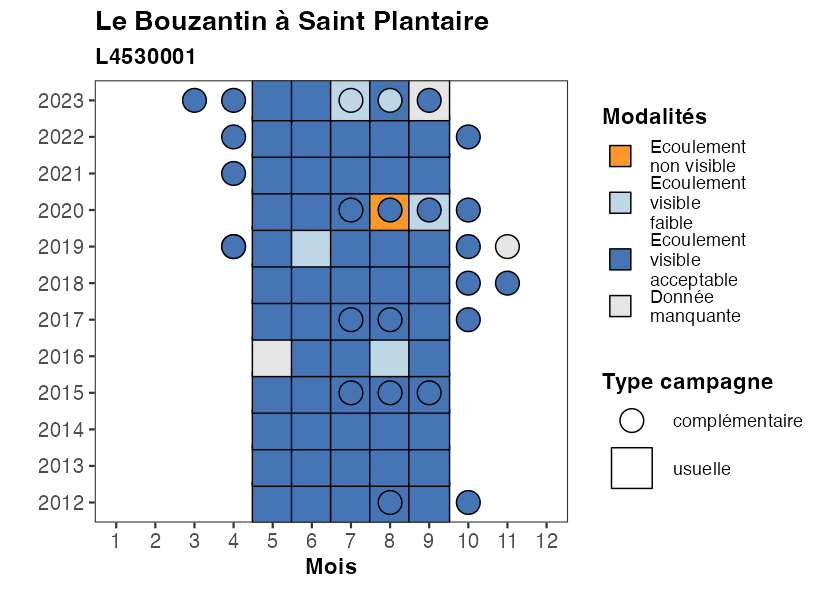 Le Bouzantin à Saint Plantaire
L4530001
2023
2022
2021
2020
2019
2018
2017
2016
2015
2014
2013
2012
1 2 3 4 5 6 7 8 9 10 11 12
Mois
Modalités
Ecoulement
non visible
Ecoulement
visible
faible
Ecoulement
visible
acceptable
Donnée
manquante
Type campagne
complémentaire
usuelle